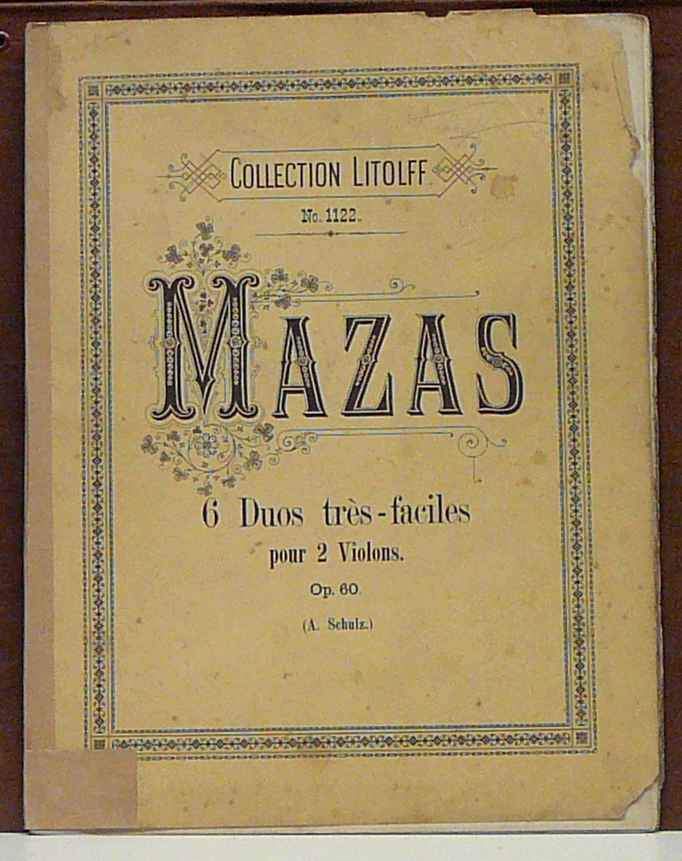 COLLECTION LITOLFF.
No. 1122.
MAZAS
6 Duos très-faciles
pour 2 Violons.
Op. 60.
(A. Schulz.)